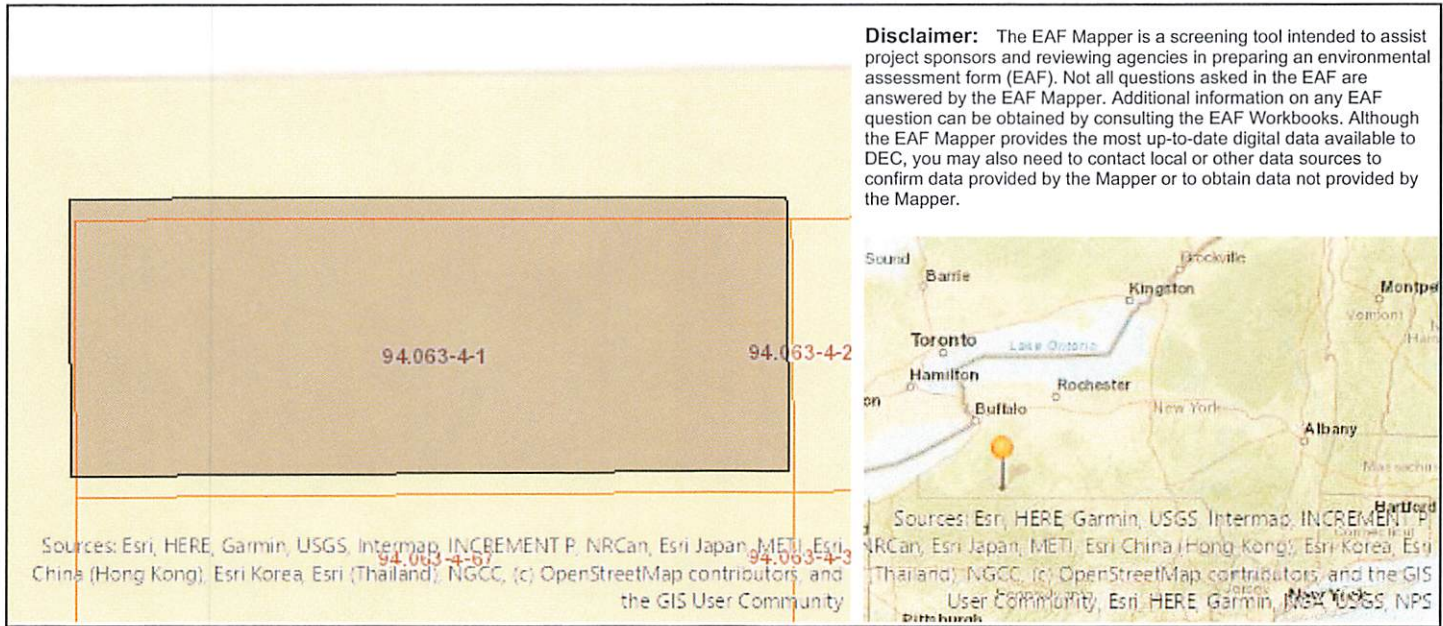 Disclaimer: The EAF Mapper is a screening tool intended to assist
project sponsors and reviewing agencies in preparing an environmental
assessment form (EAF). Not all questions asked in the EAF are
answered by the EAF Mapper. Additional information on any EAF
question can be obtained by consulting the EAF Workbooks. Although
the EAF Mapper provides the most up-to-date digital data available to
DEC, you may also need to contact local or other data sources to
confirm data provided by the Mapper or to obtain data not provided by
the Mapper.
94.063-4-1
94.063-4-2
94.063-4-67
94.063-4-3
Sources: Esri, HERE, Garmin, USGS, Intermap, INCREMENT P, NRCan, Esri Japan, METI, Esri
China (Hong Kong), Esri Korea, Esri (Thailand), NGCC, (c) OpenStreetMap contributors, and
the GIS User Community
Sound
Barrie
Brockville
Kingston
Montpe
Vermont
Ham
Toronto
Lake Ontario
Hamilton
Rochester
on
Buffalo
New York
Albany
Massachus
Hartford
Connecticut
Sources: Esri, HERE, Garmin, USGS, Intermap, INCREMENT P,
NRCan, Esri Japan, METI, Esri China (Hong Kong), Esri Korea, Esri
(Thailand), NGCC, (c) OpenStreetMap contributors, and the GIS
User Community, Esri, HERE, Garmin, NGA, USGS, NPS
Pennsylvania
Jersey
New York
Pittsburgh